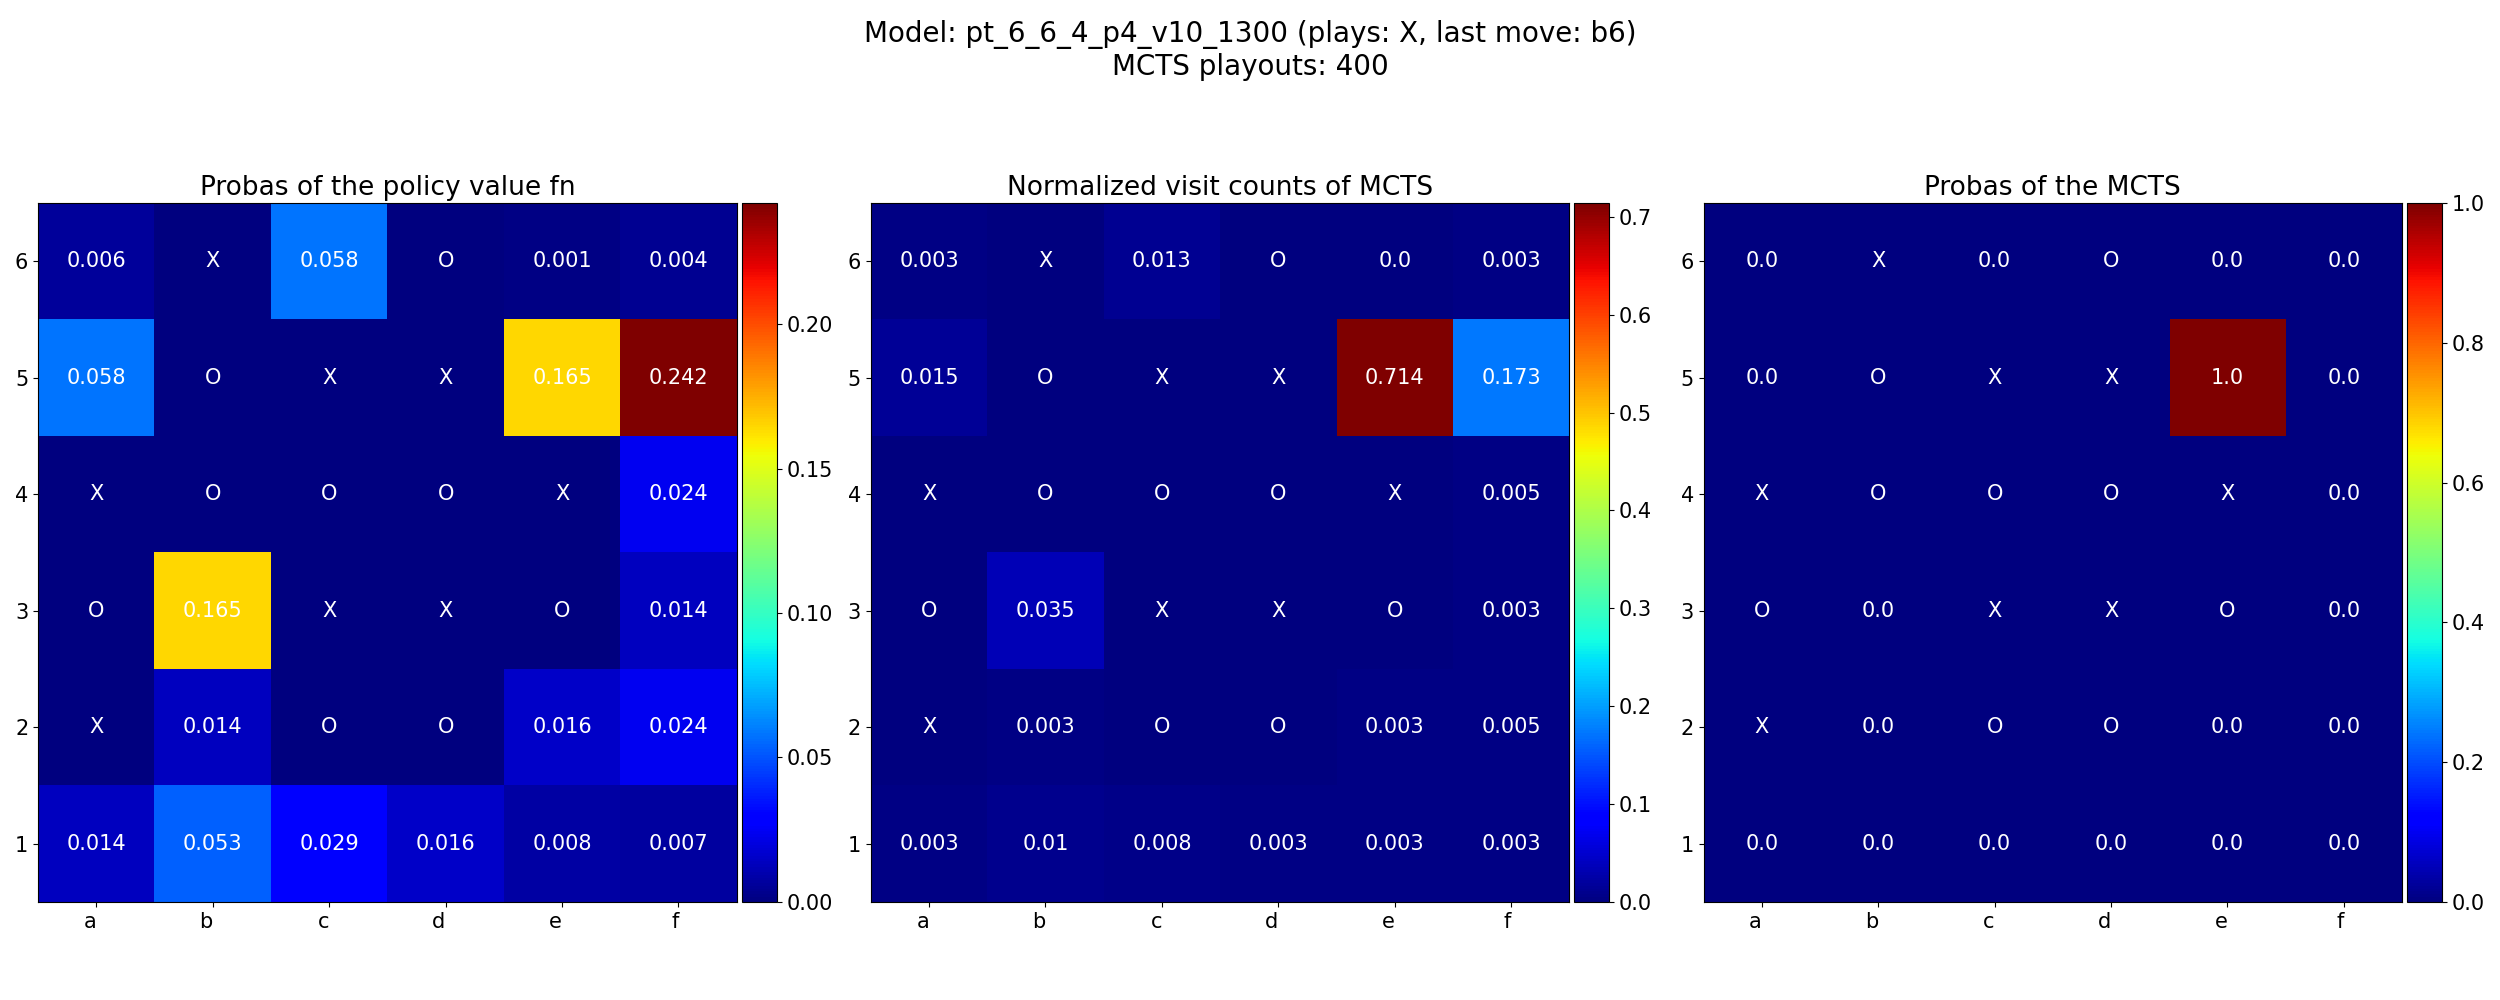 Model: pt_6_6_4_p4_v10_1300 (plays: X, last move: b6)
MCTS playouts: 400
Probas of the policy value fn
6 0.006 X 0.058 O 0.001 0.004
5 0.058 O X X 0.165 0.242
4 X O O O X 0.024
3 O 0.165 X X O 0.014
2 X 0.014 O O 0.016 0.024
1 0.014 0.053 0.029 0.016 0.008 0.007
a b c d e f
0.20
0.15
0.10
0.05
0.00
Normalized visit counts of MCTS
6 0.003 X 0.013 O 0.0 0.003
5 0.015 O X X 0.714 0.173
4 X O O O X 0.005
3 O 0.035 X X O 0.003
2 X 0.003 O O 0.003 0.005
1 0.003 0.01 0.008 0.003 0.003 0.003
a b c d e f
0.7
0.6
0.5
0.4
0.3
0.2
0.1
0.0
Probas of the MCTS
6 0.0 X 0.0 O 0.0 0.0
5 0.0 O X X 1.0 0.0
4 X O O O X 0.0
3 O 0.0 X X O 0.0
2 X 0.0 O O 0.0 0.0
1 0.0 0.0 0.0 0.0 0.0 0.0
a b c d e f
1.0
0.8
0.6
0.4
0.2
0.0